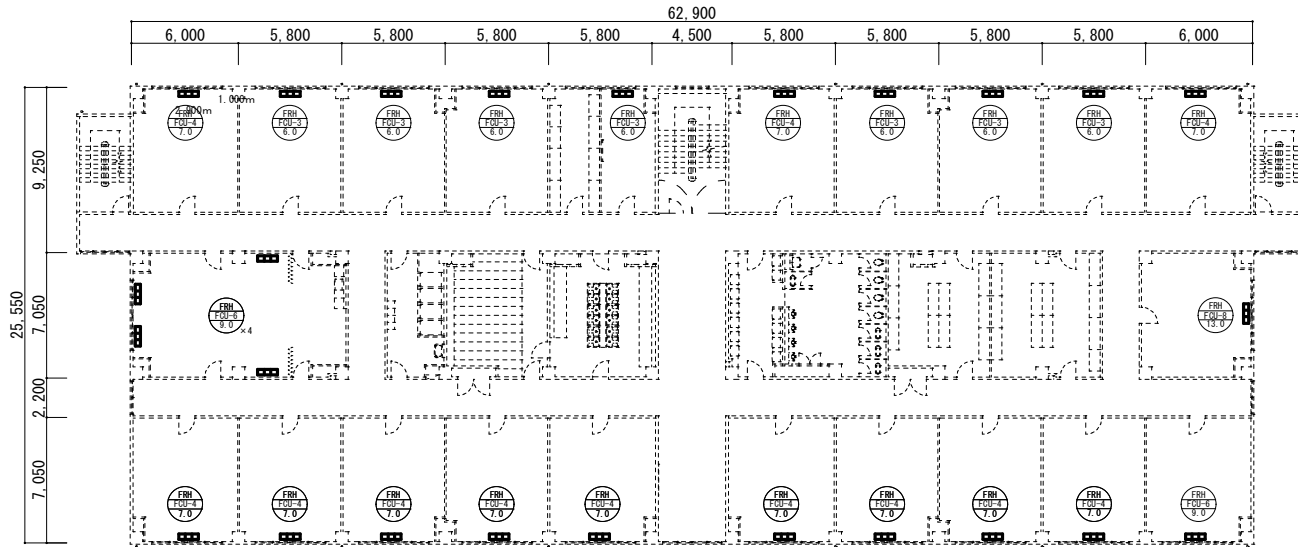 62,900
6,000 5,800 5,800 5,800 5,800 4,500 5,800 5,800 5,800 5,800 6,000
1.000m
2.900m
FRH FRH FRH FRH FRH FRH FRH FRH FRH FRH
FCU-4 FCU-3 FCU-3 FCU-3 FCU-3 FCU-4 FCU-3 FCU-3 FCU-3 FCU-4
7.0 6.0 6.0 6.0 6.0 7.0 6.0 6.0 6.0 7.0
9,250
25,550
7,050
FRH
FCU-6
9.0 ×4
FRH
FCU-8
13.0
2,200
7,050
FRH FRH FRH FRH FRH FRH FRH FRH FRH FRH
FCU-4 FCU-4 FCU-4 FCU-4 FCU-4 FCU-4 FCU-4 FCU-4 FCU-4 FCU-6
7.0 7.0 7.0 7.0 7.0 7.0 7.0 7.0 7.0 9.0